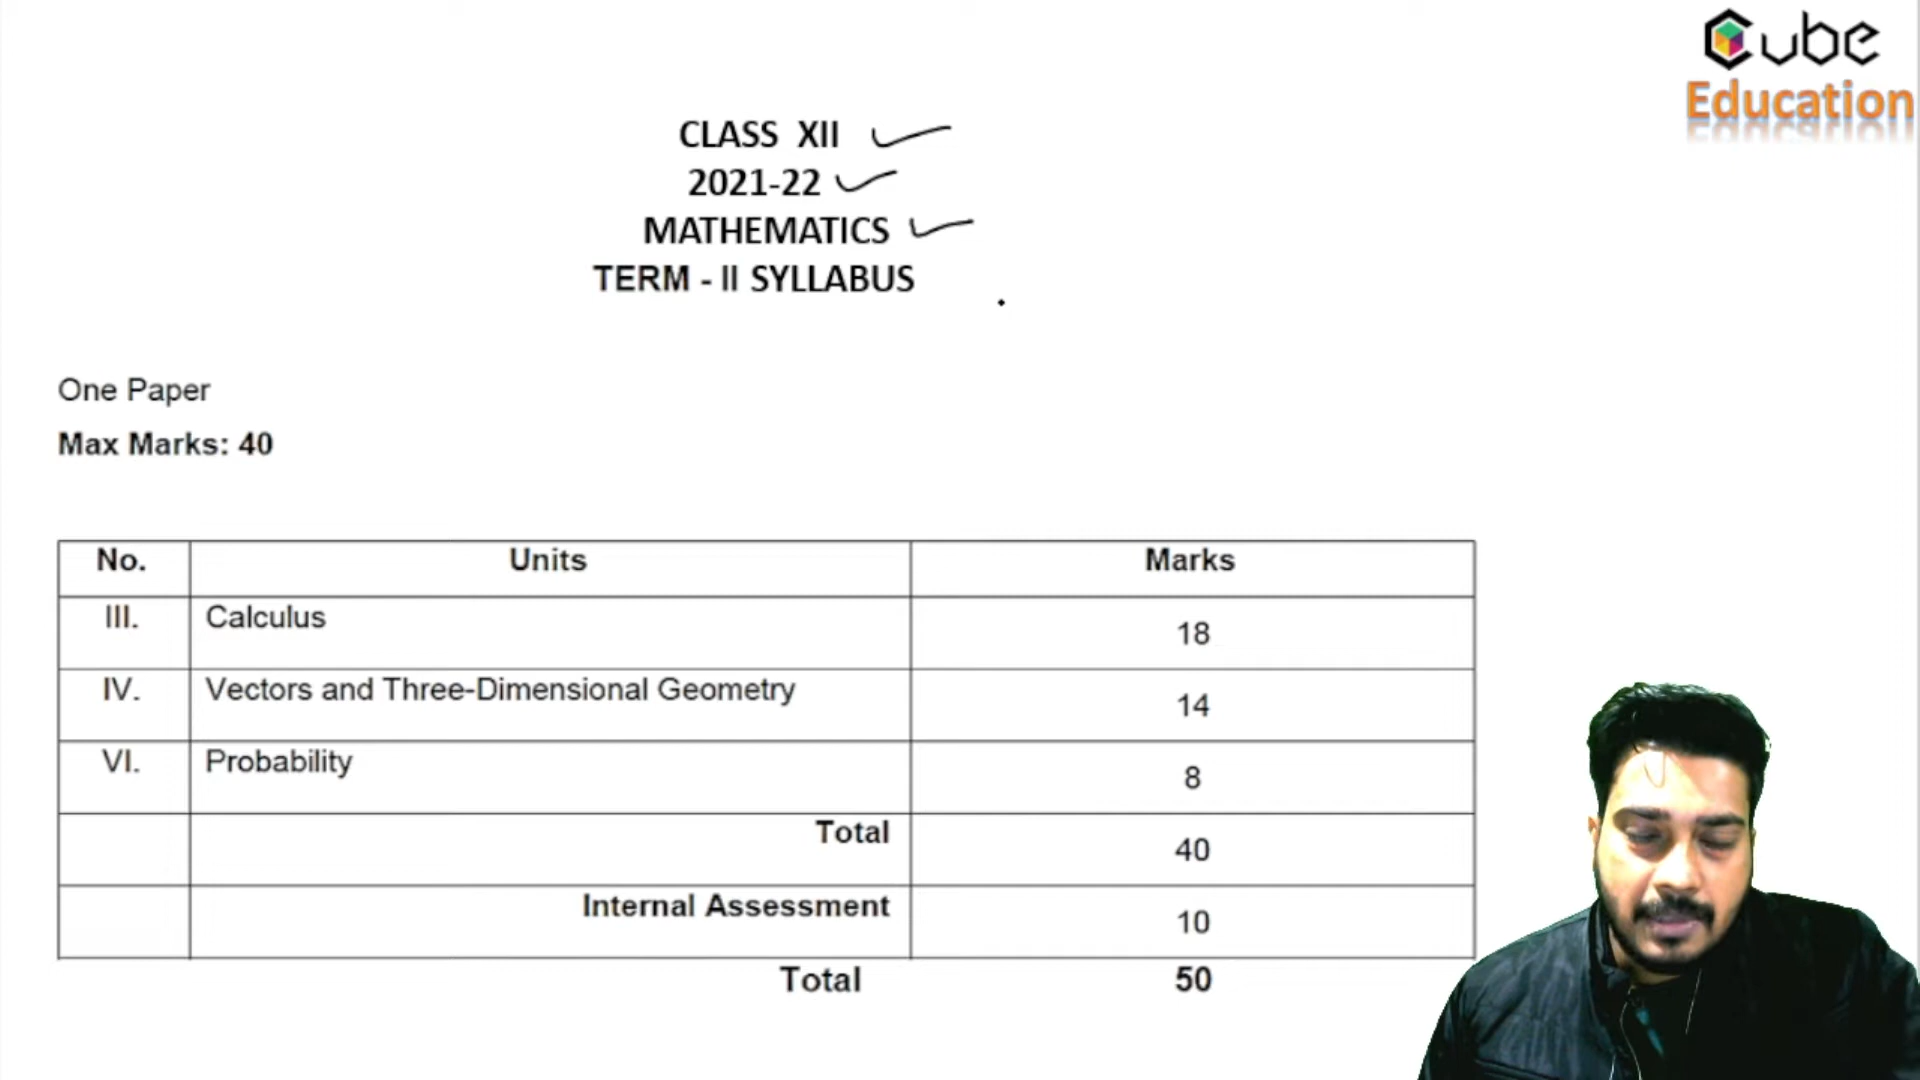 Cube
Education
CLASS XII
2021-22
MATHEMATICS
TERM - II SYLLABUS
One Paper
Max Marks: 40
No. Units Marks
III. Calculus 18
IV. Vectors and Three-Dimensional Geometry 14
VI. Probability 8
Total 40
Internal Assessment 10
Total 50